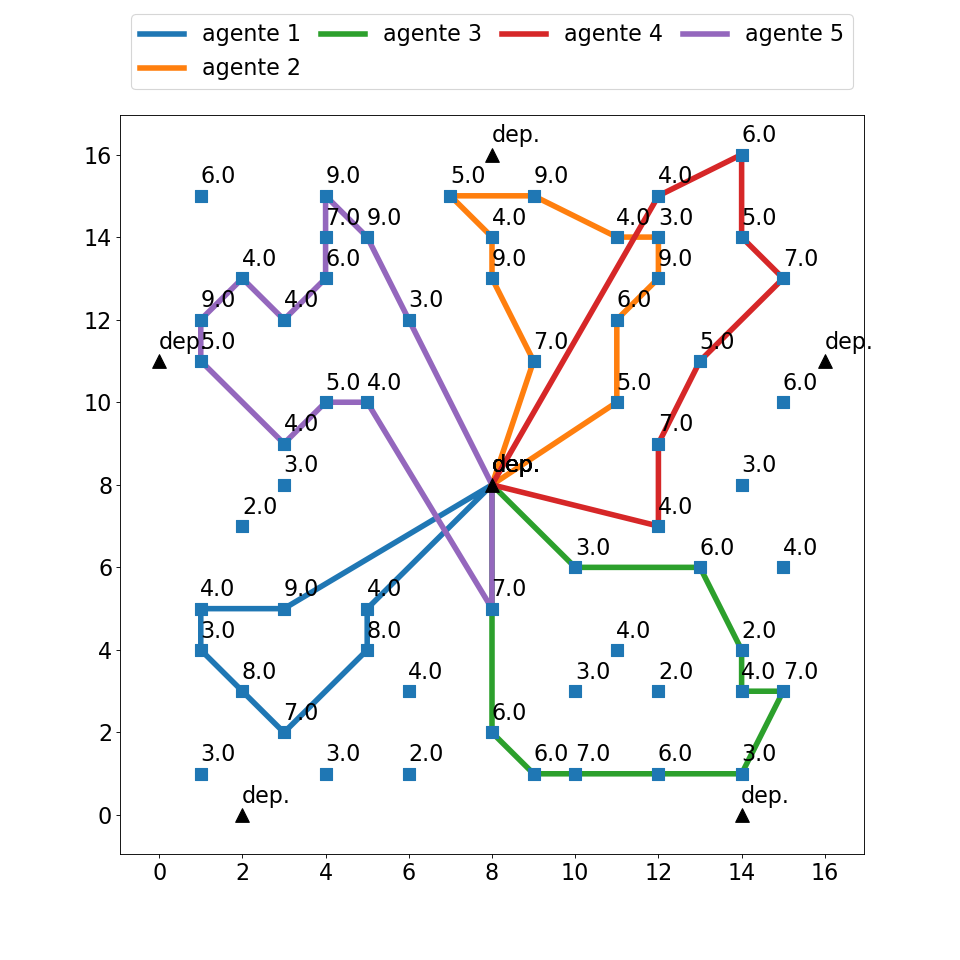 agente 1 agente 3 agente 4 agente 5
agente 2
dep. 6.0
6.0 9.0 5.0 9.0 4.0
7.0 9.0 4.0 4.0 3.0 5.0
4.0 6.0 9.0 9.0 7.0
9.0 4.0 3.0 6.0
dep. 5.0 7.0 5.0 dep.
5.0 4.0 5.0 6.0
4.0 7.0
3.0 dep. 3.0
2.0 4.0
3.0 6.0 4.0
4.0 9.0 4.0 7.0
3.0 8.0 4.0 2.0
8.0 4.0 3.0 2.0 4.0 7.0
7.0 6.0
3.0 3.0 2.0 6.0 7.0 6.0 3.0
dep. dep.
16
14
12
10
8
6
4
2
0
0 2 4 6 8 10 12 14 16